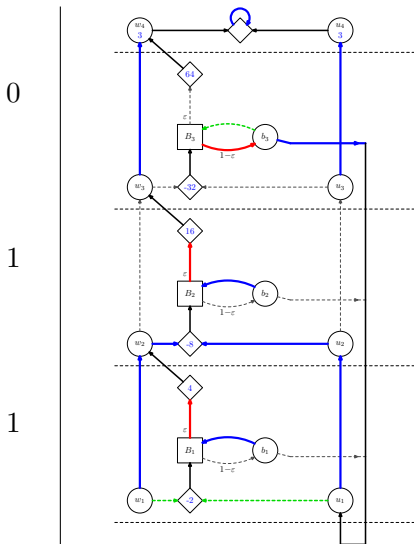 w₄ u₄
3 3
64
0
ε
B₃ b₃
1−ε
w₃ -32 u₃
16
1
ε
B₂ b₂
1−ε
w₂ -8 u₂
4
1
ε
B₁ b₁
1−ε
w₁ -2 u₁